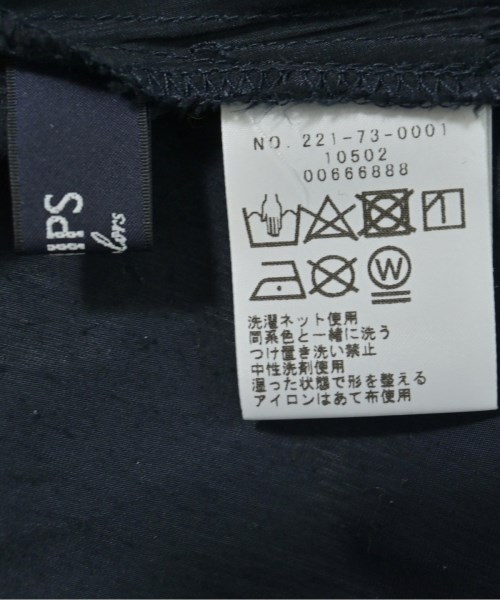 NO. 221-73-0001
10502
00666888
W
洗濯ネット使用
同系色と一緒に洗う
つけ置き洗い禁止
中性洗剤使用
湿った状態で形を整える
アイロンはあて布使用
IPS
lors